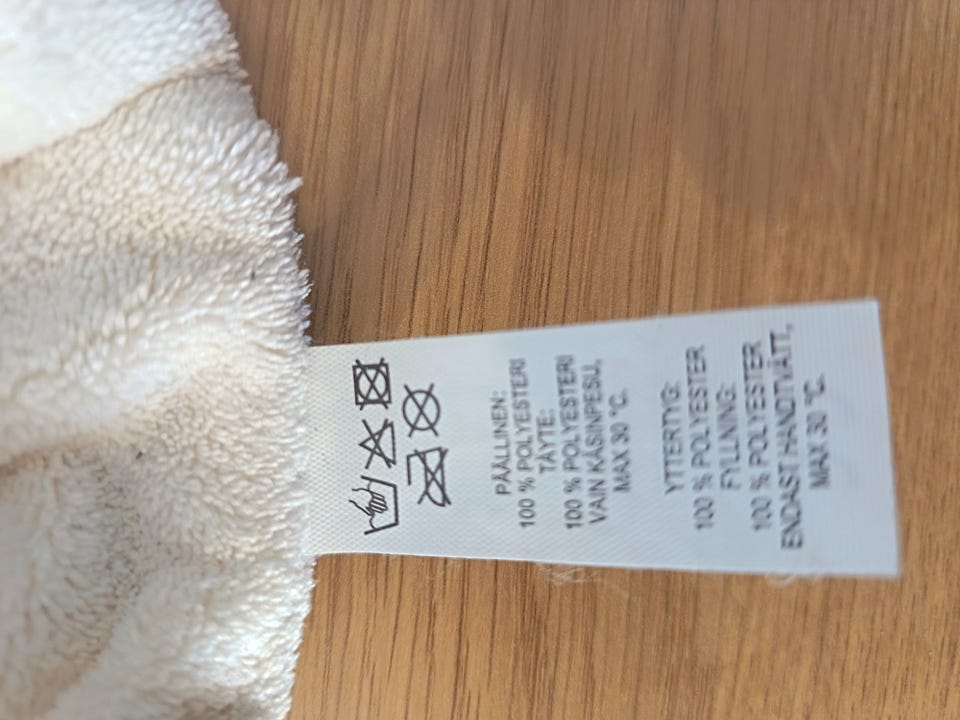 PÄÄLLINEN:
100 % POLYESTERI
TÄYTE:
100 % POLYESTERI
VAIN KÄSINPESU,
MAX 30 °C.
YTTERTYG:
100 % POLYESTER
FYLLNING:
100 % POLYESTER
ENDAST HANDTVÄTT,
MAX 30 °C.